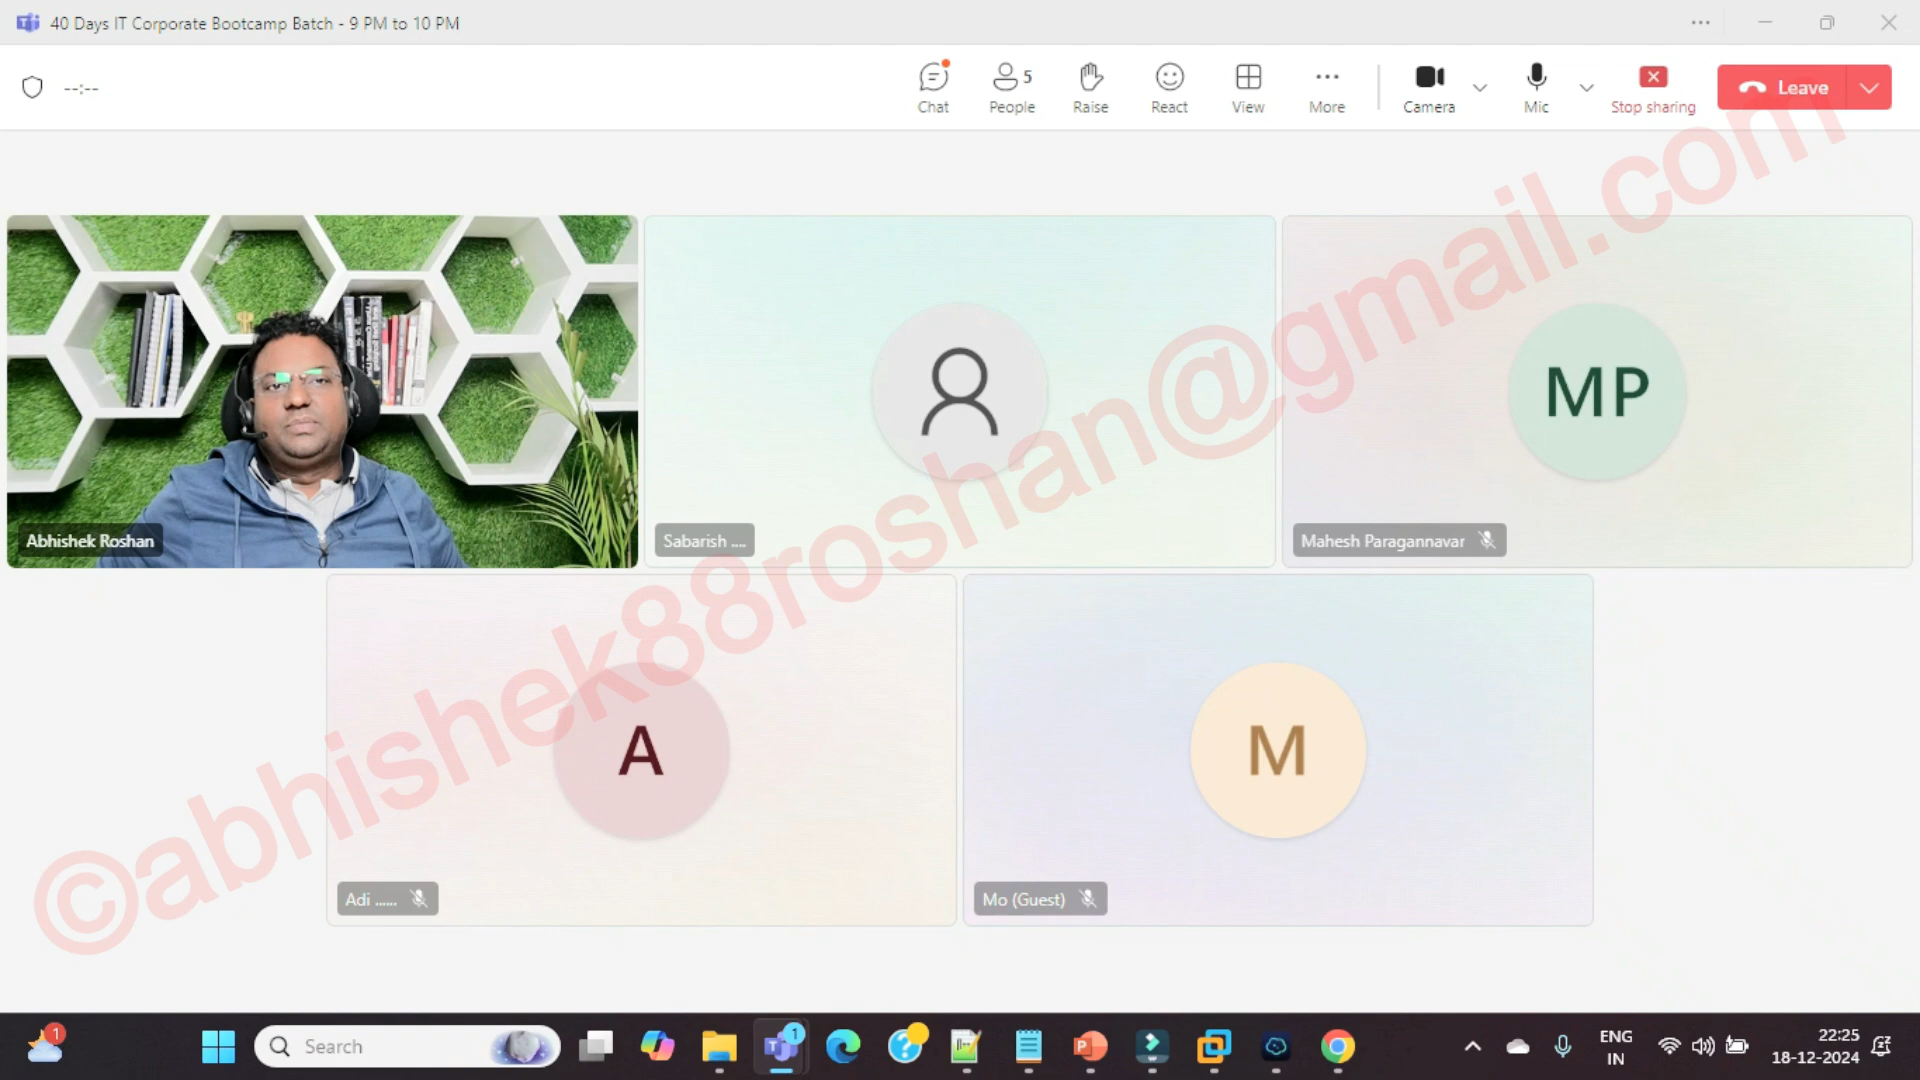 40 Days IT Corporate Bootcamp Batch - 9 PM to 10 PM
--:--
Chat
5
People
Raise
React
View
More
Camera
Mic
Stop sharing
Leave
Abhishek Roshan
Sabarish ....
MP
Mahesh Paragannavar
A
Adi ......
M
Mo (Guest)
©abhishek88roshan@gmail.com
1
Search
1
ENG
IN
22:25
18-12-2024